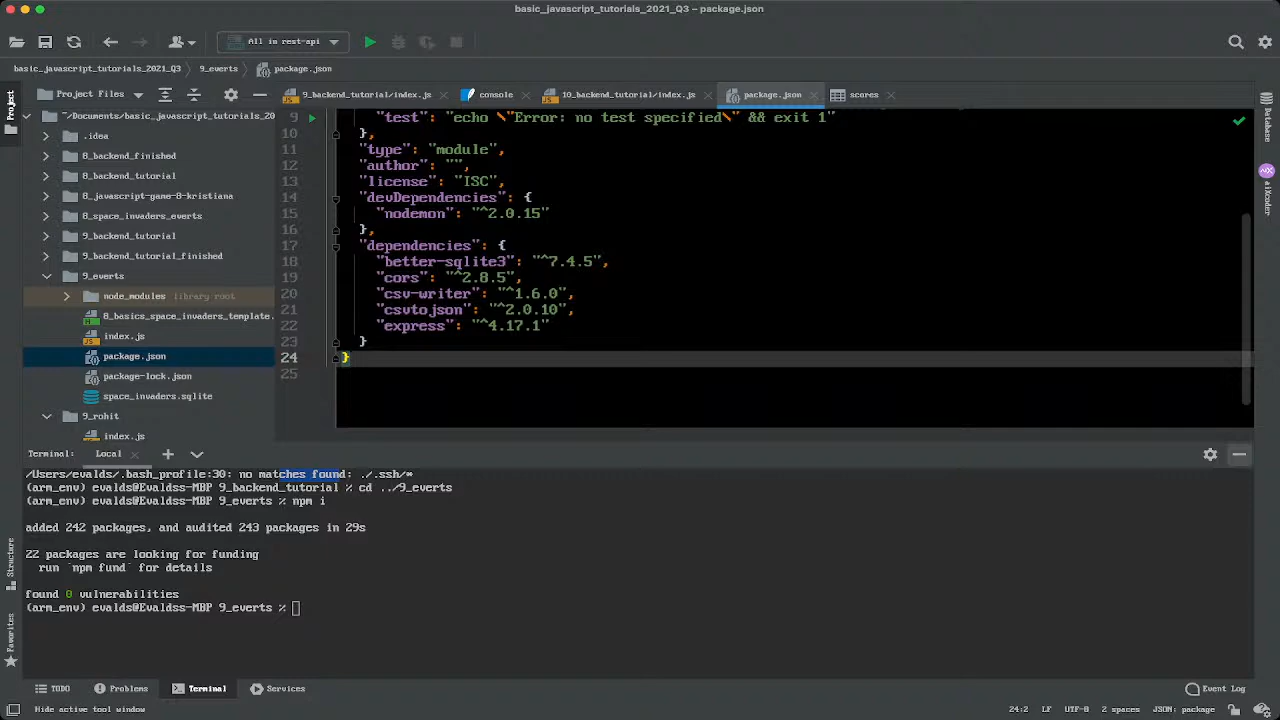 basic_javascript_tutorials_2021_Q3 – package.json
All in rest-api
basic_javascript_tutorials_2021_Q3 9_everts package.json
Project
Project Files
9_backend_tutorial/index.js
console
10_backend_tutorial/index.js
package.json
scores
Database
AiXcoder
~/Documents/basic_javascript_tutorials_20
.idea
8_backend_finished
8_backend_tutorial
8_javascript-game-8-kristiana
8_space_invaders_everts
9_backend_tutorial
9_backend_tutorial_finished
9_everts
node_modules library root
8_basics_space_invaders_template.
index.js
package.json
package-lock.json
space_invaders.sqlite
9_rohit
index.js
9 "test": "echo \"Error: no test specified\" && exit 1"
10 },
11 "type": "module",
12 "author": "",
13 "license": "ISC",
14 "devDependencies": {
15 "nodemon": "^2.0.15"
16 },
17 "dependencies": {
18 "better-sqlite3": "^7.4.5",
19 "cors": "^2.8.5",
20 "csv-writer": "^1.6.0",
21 "csvtojson": "^2.0.10",
22 "express": "^4.17.1"
23 }
24 }
25
Terminal: Local
/Users/evalds/.bash_profile:30: no matches found: ./.ssh/*
(arm_env) evalds@Evaldss-MBP 9_backend_tutorial % cd ../9_everts
(arm_env) evalds@Evaldss-MBP 9_everts % npm i
added 242 packages, and audited 243 packages in 29s
22 packages are looking for funding
run `npm fund` for details
found 0 vulnerabilities
(arm_env) evalds@Evaldss-MBP 9_everts %
Structure
Favorites
TODO Problems Terminal Services Event Log
Hide active tool window 24:2 LF UTF-8 2 spaces JSON: package